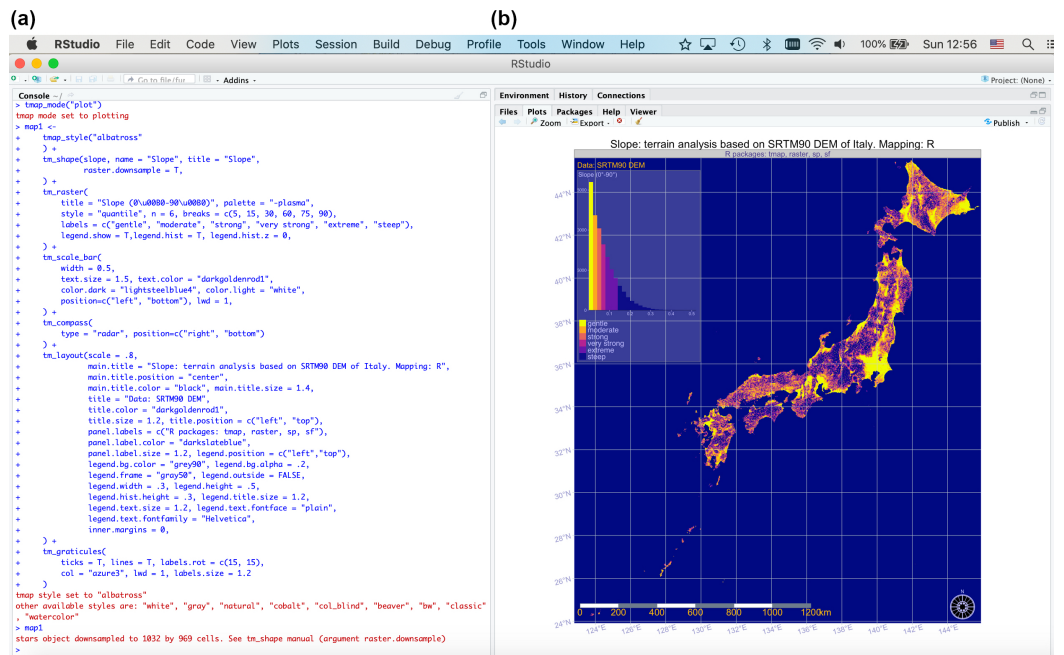 (a)
(b)
RStudio File Edit Code View Plots Session Build Debug Profile Tools Window Help 100% Sun 12:56
RStudio
Go to file/fur Addins
Project: (None)
Console ~/
> tmap_mode("plot")
tmap mode set to plotting
> map1 <-
+ tmap_style("albatross"
+ ) +
+ tm_shape(slope, name = "Slope", title = "Slope",
+ raster.downsample = T,
+ ) +
+ tm_raster(
+ title = "Slope (0\u00B0-90\u00B0)", palette = "-plasma",
+ style = "quantile", n = 6, breaks = c(5, 15, 30, 60, 75, 90),
+ labels = c("gentle", "moderate", "strong", "very strong", "extreme", "steep"),
+ legend.show = T,legend.hist = T, legend.hist.z = 0,
+ ) +
+ tm_scale_bar(
+ width = 0.5,
+ text.size = 1.5, text.color = "darkgoldenrod1",
+ color.dark = "lightsteelblue4", color.light = "white",
+ position=c("left", "bottom"), lwd = 1,
+ ) +
+ tm_compass(
+ type = "radar", position=c("right", "bottom")
+ ) +
+ tm_layout(scale = .8,
+ main.title = "Slope: terrain analysis based on SRTM90 DEM of Italy. Mapping: R",
+ main.title.position = "center",
+ main.title.color = "black", main.title.size = 1.4,
+ title = "Data: SRTM90 DEM",
+ title.color = "darkgoldenrod1",
+ title.size = 1.2, title.position = c("left", "top"),
+ panel.labels = c("R packages: tmap, raster, sp, sf"),
+ panel.label.color = "darkslateblue",
+ panel.label.size = 1.2, legend.position = c("left","top"),
+ legend.bg.color = "grey90", legend.bg.alpha = .2,
+ legend.frame = "gray50", legend.outside = FALSE,
+ legend.width = .3, legend.height = .5,
+ legend.hist.height = .3, legend.title.size = 1.2,
+ legend.text.size = 1.2, legend.text.fontface = "plain",
+ legend.text.fontfamily = "Helvetica",
+ inner.margins = 0,
+ ) +
+ tm_graticules(
+ ticks = T, lines = T, labels.rot = c(15, 15),
+ col = "azure3", lwd = 1, labels.size = 1.2
+ )
tmap style set to "albatross"
other available styles are: "white", "gray", "natural", "cobalt", "col_blind", "beaver", "bw", "classic"
, "watercolor"
> map1
stars object downsampled to 1032 by 969 cells. See tm_shape manual (argument raster.downsample)
>
Environment History Connections
Files Plots Packages Help Viewer
Zoom Export Publish
Slope: terrain analysis based on SRTM90 DEM of Italy. Mapping: R
R packages: tmap, raster, sp, sf
Data: SRTM90 DEM
Slope (0°-90°)
0.1 0.2 0.3 0.4 0.5
gentle
moderate
strong
very strong
extreme
steep
44°N
42°N
40°N
38°N
36°N
34°N
32°N
30°N
28°N
26°N
24°N
0 200 400 600 800 1000 1200km
N
124°E 126°E 128°E 130°E 132°E 134°E 136°E 138°E 140°E 142°E 144°E